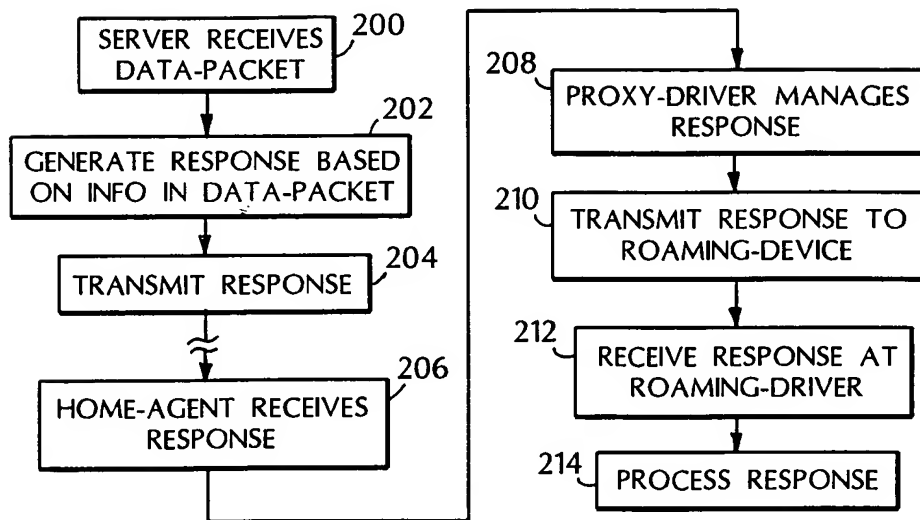 200
SERVER RECEIVES
DATA-PACKET
202
GENERATE RESPONSE BASED
ON INFO IN DATA-PACKET
204
TRANSMIT RESPONSE
206
HOME-AGENT RECEIVES
RESPONSE
208
PROXY-DRIVER MANAGES
RESPONSE
210
TRANSMIT RESPONSE TO
ROAMING-DEVICE
212
RECEIVE RESPONSE AT
ROAMING-DRIVER
214
PROCESS RESPONSE